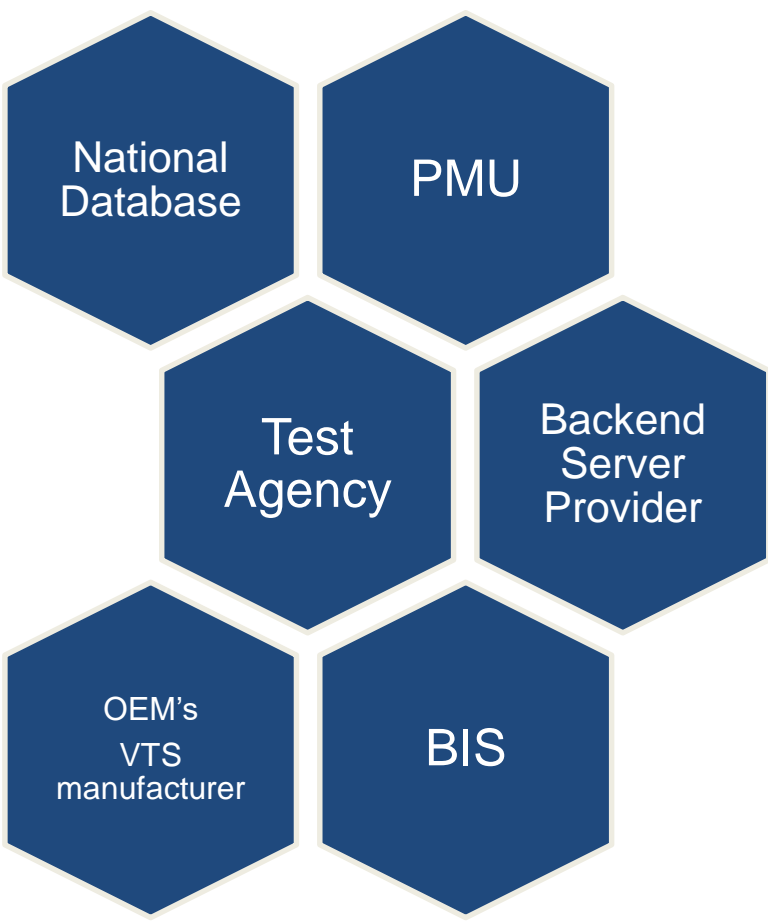 National
Database
PMU
Test
Agency
Backend
Server
Provider
OEM's
VTS
manufacturer
BIS